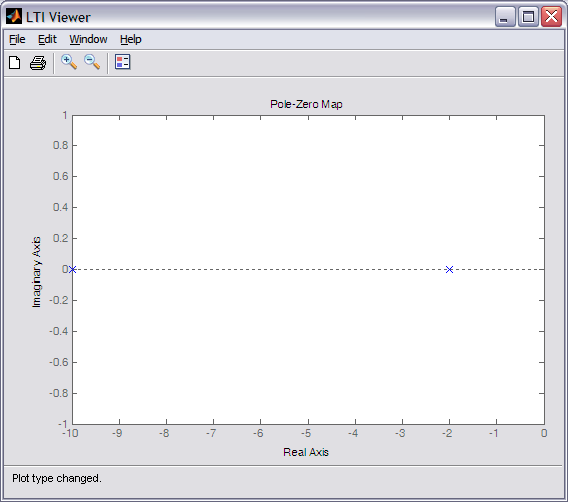 LTI Viewer
File Edit Window Help
Pole-Zero Map
1
0.8
0.6
0.4
0.2
0
-0.2
-0.4
-0.6
-0.8
-1
Imaginary Axis
-10 -9 -8 -7 -6 -5 -4 -3 -2 -1 0
Real Axis
Plot type changed.